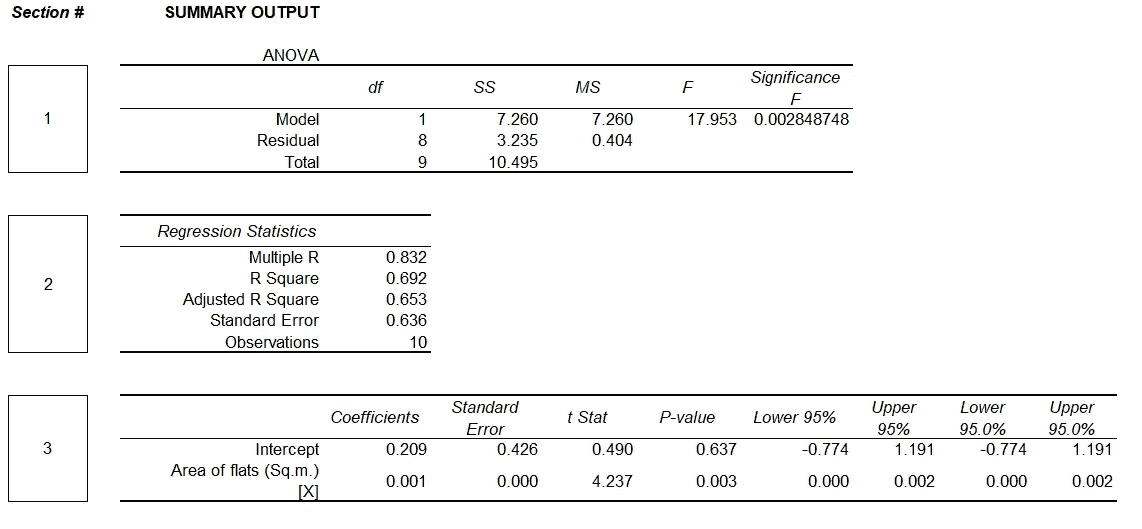 Section # SUMMARY OUTPUT
ANOVA
df SS MS F Significance F
1
Model 1 7.260 7.260 17.953 0.002848748
Residual 8 3.235 0.404
Total 9 10.495
Regression Statistics
2
Multiple R 0.832
R Square 0.692
Adjusted R Square 0.653
Standard Error 0.636
Observations 10
Coefficients Standard Error t Stat P-value Lower 95% Upper 95% Lower 95.0% Upper 95.0%
3
Intercept 0.209 0.426 0.490 0.637 -0.774 1.191 -0.774 1.191
Area of flats (Sq.m.) [X] 0.001 0.000 4.237 0.003 0.000 0.002 0.000 0.002